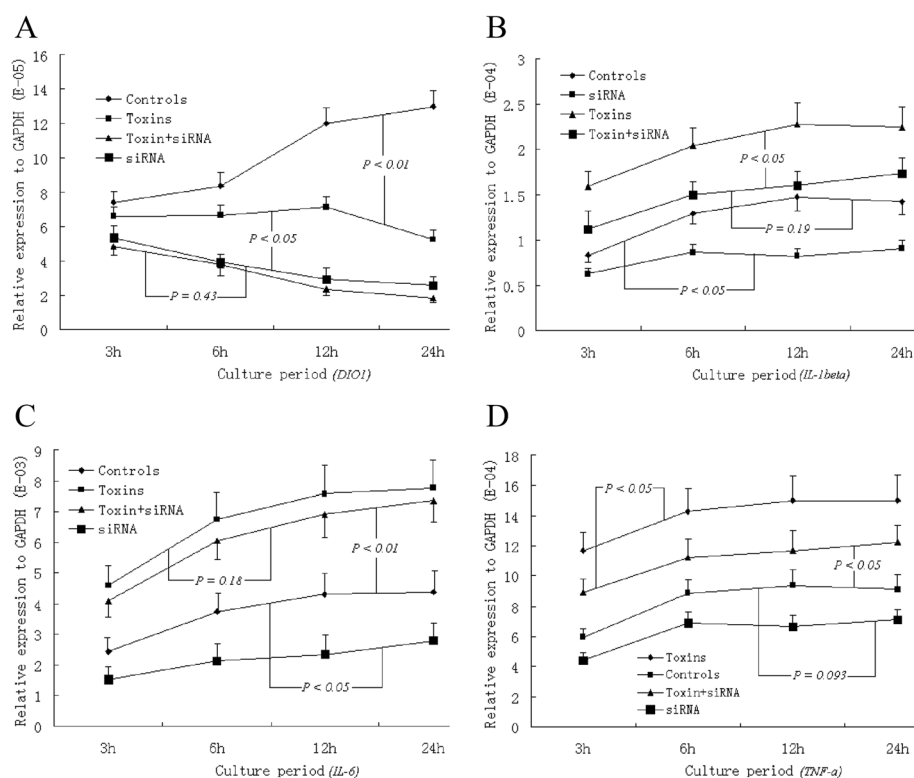 A
Relative expression to GAPDH (E-05)
16
14
12
10
8
6
4
2
0
Controls
Toxins
Toxin+siRNA
siRNA
P < 0.01
P < 0.05
P = 0.43
3h 6h 12h 24h
Culture period (DIO1)
B
Relative expression to GAPDH (E-04)
3
2.5
2
1.5
1
0.5
0
Controls
siRNA
Toxins
Toxin+siRNA
P < 0.05
P = 0.19
P < 0.05
3h 6h 12h 24h
Culture period (IL-1beta)
C
Relative expression to GAPDH (E-03)
9
8
7
6
5
4
3
2
1
0
Controls
Toxins
Toxin+siRNA
siRNA
P < 0.01
P = 0.18
P < 0.05
3h 6h 12h 24h
Culture period (IL-6)
D
Relative expression to GAPDH (E-04)
18
16
14
12
10
8
6
4
2
0
P < 0.05
P < 0.05
P = 0.093
Toxins
Controls
Toxin+siRNA
siRNA
3h 6h 12h 24h
Culture period (TNF-a)